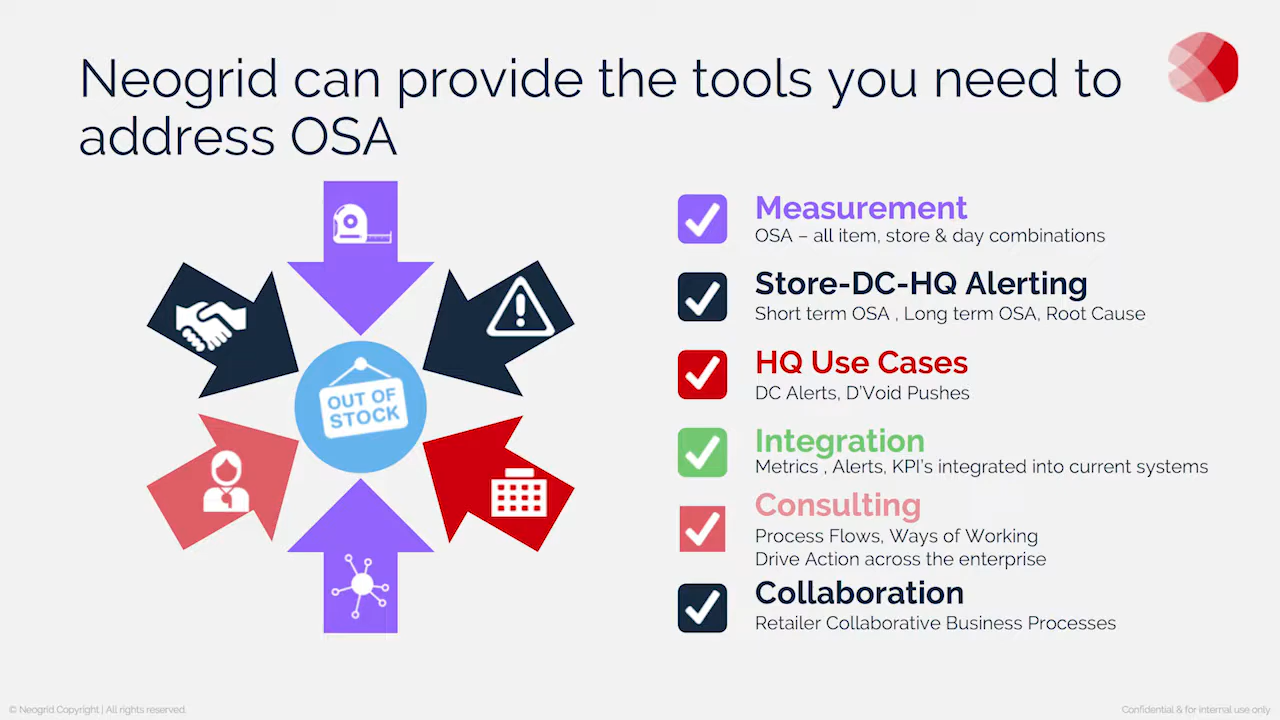 Neogrid can provide the tools you need to
address OSA
OUT OF
STOCK
Measurement
OSA – all item, store & day combinations
Store-DC-HQ Alerting
Short term OSA , Long term OSA, Root Cause
HQ Use Cases
DC Alerts, D'Void Pushes
Integration
Metrics , Alerts, KPI's integrated into current systems
Consulting
Process Flows, Ways of Working
Drive Action across the enterprise
Collaboration
Retailer Collaborative Business Processes
© Neogrid Copyright | All rights reserved.
Confidential & for internal use only